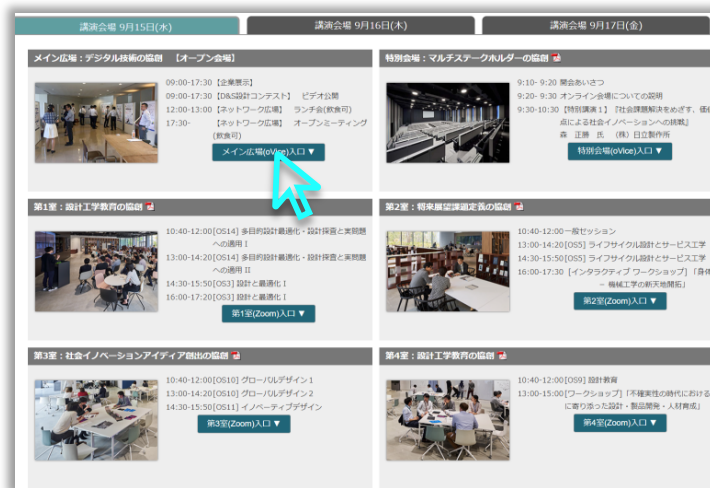 講演会場 9月15日(水)
講演会場 9月16日(木)
講演会場 9月17日(金)
メイン広場：デジタル技術の協創 【オープン会場】
09:00-17:30【企業展示】
09:00-17:30【D&S設計コンテスト】 ビデオ公開
12:00-13:00【ネットワーク広場】 ランチ会(飲食可)
17:30- 【ネットワーク広場】 オープンミーティング
(飲食可)
メイン広場(oVice)入口 ▼
特別会場：マルチステークホルダーの協創
9:10- 9:20 開会あいさつ
9:20- 9:30 オンライン会場についての説明
9:30-10:30【特別講演１】『社会課題解決をめざす、価値
点による社会イノベーションへの挑戦』
森 正勝 氏 (株) 日立製作所
特別会場(oVice)入口 ▼
第1室：設計工学教育の協創
10:40-12:00[OS14] 多目的設計最適化・設計探査と実問題
への適用 I
13:00-14:20[OS14] 多目的設計最適化・設計探査と実問題
への適用 II
14:30-15:50[OS3] 設計と最適化 I
16:00-17:20[OS3] 設計と最適化 I
第1室(Zoom)入口 ▼
第2室：将来展望課題定義の協創
10:40-12:00一般セッション
13:00-14:20[OS5] ライフサイクル設計とサービス工学
14:30-15:50[OS5] ライフサイクル設計とサービス工学
16:00-17:30【インタラクティブ ワークショップ】「身体
－ 機械工学の新天地開拓」
第2室(Zoom)入口 ▼
第3室：社会イノベーションアイディア創出の協創
10:40-12:00[OS10] グローバルデザイン１
13:00-14:20[OS10] グローバルデザイン２
14:30-15:50[OS11] イノベーティブデザイン
第3室(Zoom)入口 ▼
第4室：設計工学教育の協創
10:40-12:00[OS9] 設計教育
13:00-15:00【ワークショップ】「不確実性の時代における
に寄り添った設計・製品開発・人材育成」
第4室(Zoom)入口 ▼